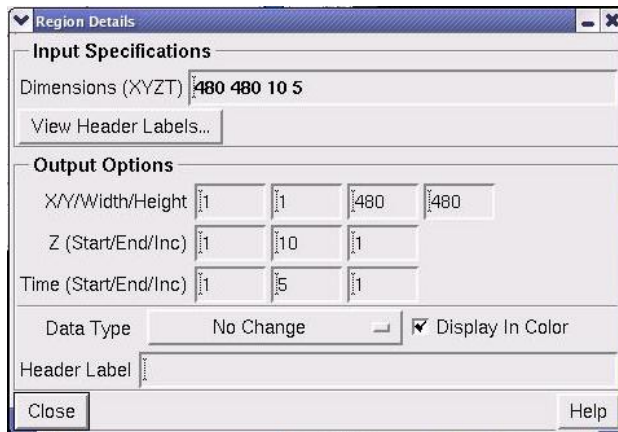 Region Details
Input Specifications
Dimensions (XYZT) 480 480 10 5
View Header Labels...
Output Options
X/Y/Width/Height 1 1 480 480
Z (Start/End/Inc) 1 10 1
Time (Start/End/Inc) 1 5 1
Data Type No Change Display In Color
Header Label
Close Help